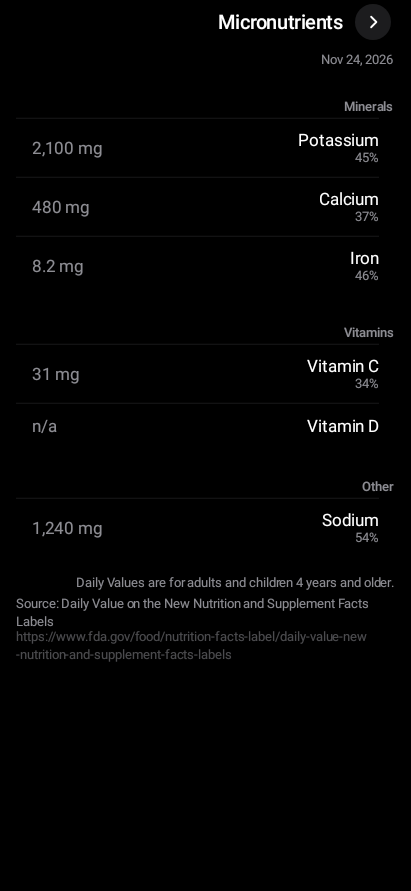 Micronutrients
Nov 24, 2026
Minerals
Potassium
2,100 mg
45%
Calcium
480 mg
37%
Iron
8.2 mg
46%
Vitamins
Vitamin C
31 mg
34%
Vitamin D
n/a
Other
Sodium
1,240 mg
54%
Daily Values are for adults and children 4 years and older.
Source: Daily Value on the New Nutrition and Supplement Facts
Labels
https://www.fda.gov/food/nutrition-facts-label/daily-value-new
-nutrition-and-supplement-facts-labels